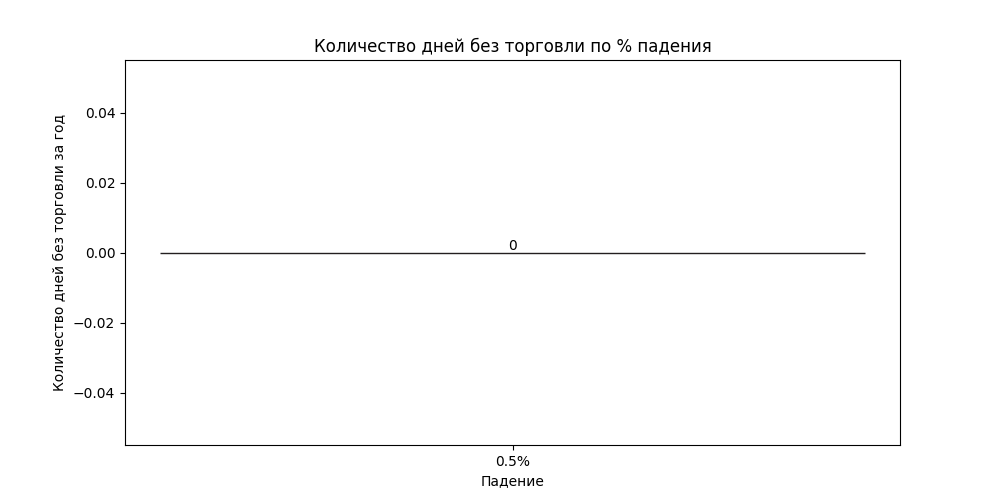 Количество дней без торговли по % падения
Количество дней без торговли за год
0.04
0.02
0.00
−0.02
−0.04
0
0.5%
Падение